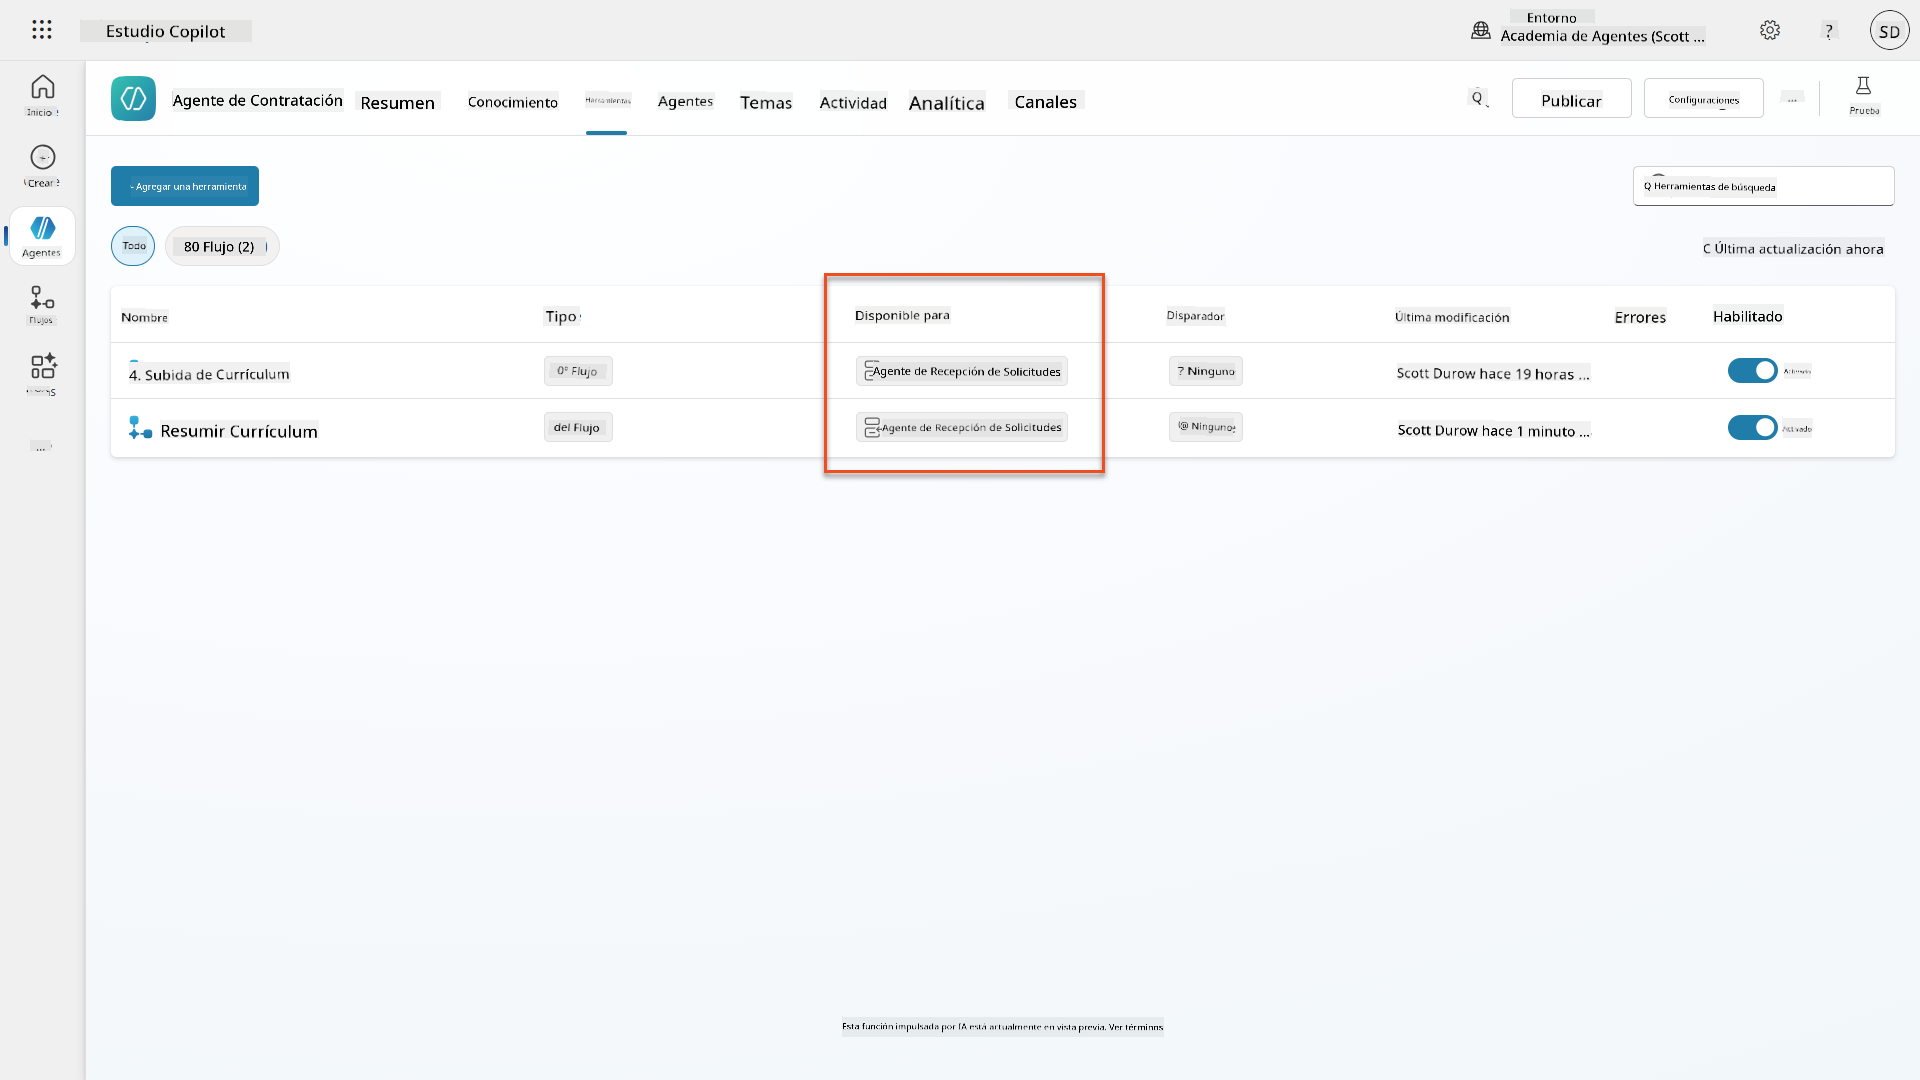 Estudio Copilot
Entorno
Academia de Agentes (Scott ...
?
SD
Inicio
Crear
Agentes
Flujos
...
Agente de Contratación
Resumen
Conocimiento
Herramientas
Agentes
Temas
Actividad
Analítica
Canales
Q
Publicar
Configuraciones
...
Prueba
Agregar una herramienta
Q Herramientas de búsqueda
Todo
80 Flujo (2)
C Última actualización ahora
Nombre
Tipo
Disponible para
Disparador
Última modificación
Errores
Habilitado
4. Subida de Currículum
0º Flujo
Agente de Recepción de Solicitudes
? Ninguno
Scott Durow hace 19 horas ...
Activado
Resumir Currículum
del Flujo
Agente de Recepción de Solicitudes
@ Ninguno
Scott Durow hace 1 minuto ...
Activado
Esta función impulsada por IA está actualmente en vista previa. Ver términos